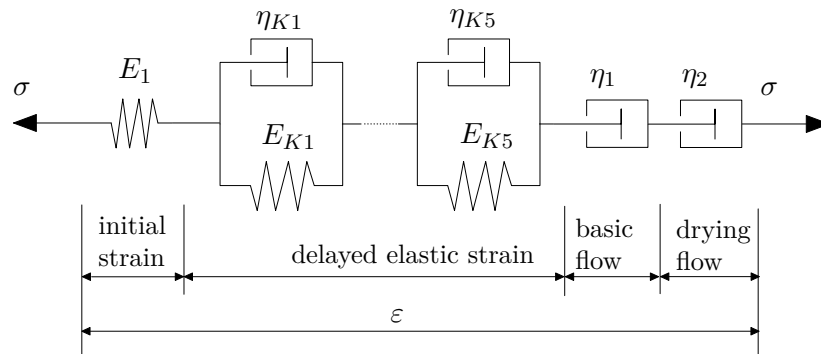 η_{K1} η_{K5}
σ E_1 η_1 η_2 σ
E_{K1} E_{K5}
initial strain
delayed elastic strain
basic flow
drying flow
ε